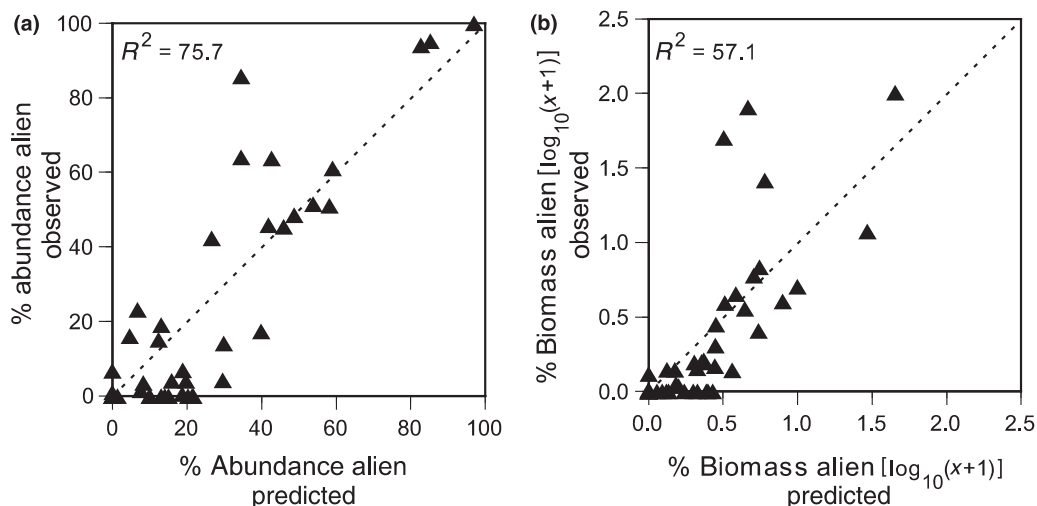 (a)
R² = 75.7
% abundance alien
observed
100
80
60
40
20
0
0 20 40 60 80 100
% Abundance alien
predicted
(b)
R² = 57.1
% Biomass alien [log₁₀(x+1)]
observed
2.5
2.0
1.5
1.0
0.5
0.0
0.0 0.5 1.0 1.5 2.0 2.5
% Biomass alien [log₁₀(x+1)]
predicted